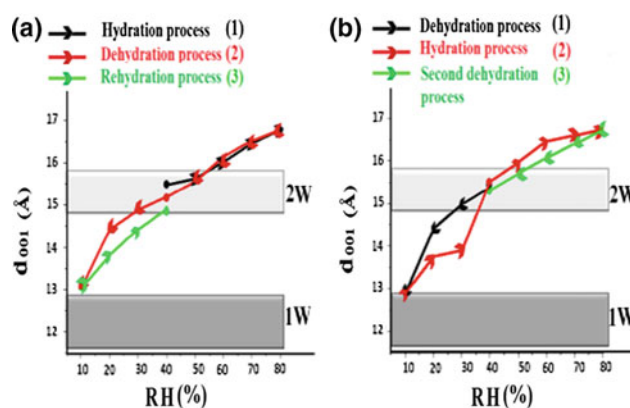 (a)
Hydration process (1)
Dehydration process (2)
Rehydration process (3)
17
16
15
14
13
12
d001 (Å)
2W
1W
10 20 30 40 50 60 70 80
RH(%)
(b)
Dehydration process (1)
Hydration process (2)
Second dehydration (3)
process
17
16
15
14
13
12
d001 (Å)
2W
1W
10 20 30 40 50 60 70 80
RH(%)